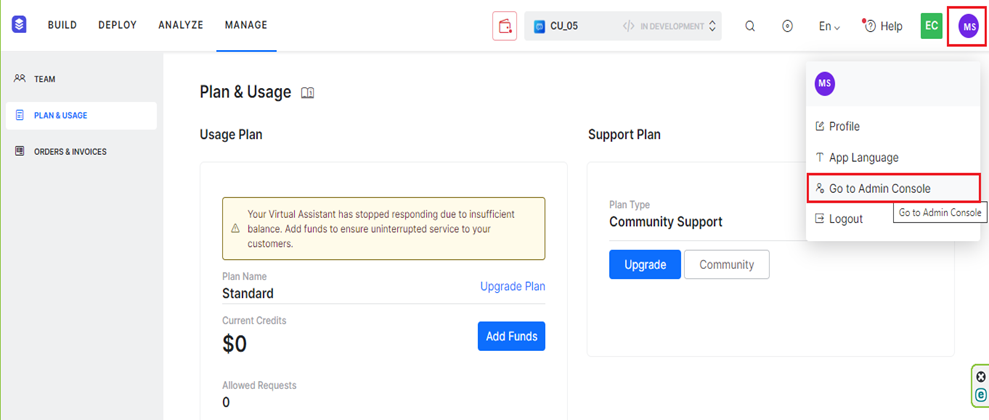 BUILD DEPLOY ANALYZE MANAGE CU_05 IN DEVELOPMENT En Help EC MS
TEAM
PLAN & USAGE
ORDERS & INVOICES
Plan & Usage
Usage Plan
Your Virtual Assistant has stopped responding due to insufficient
balance. Add funds to ensure uninterrupted service to your
customers.
Plan Name
Standard
Upgrade Plan
Current Credits
$0
Add Funds
Allowed Requests
0
Support Plan
Plan Type
Community Support
Upgrade Community
MS
Profile
App Language
Go to Admin Console
Go to Admin Console
Logout